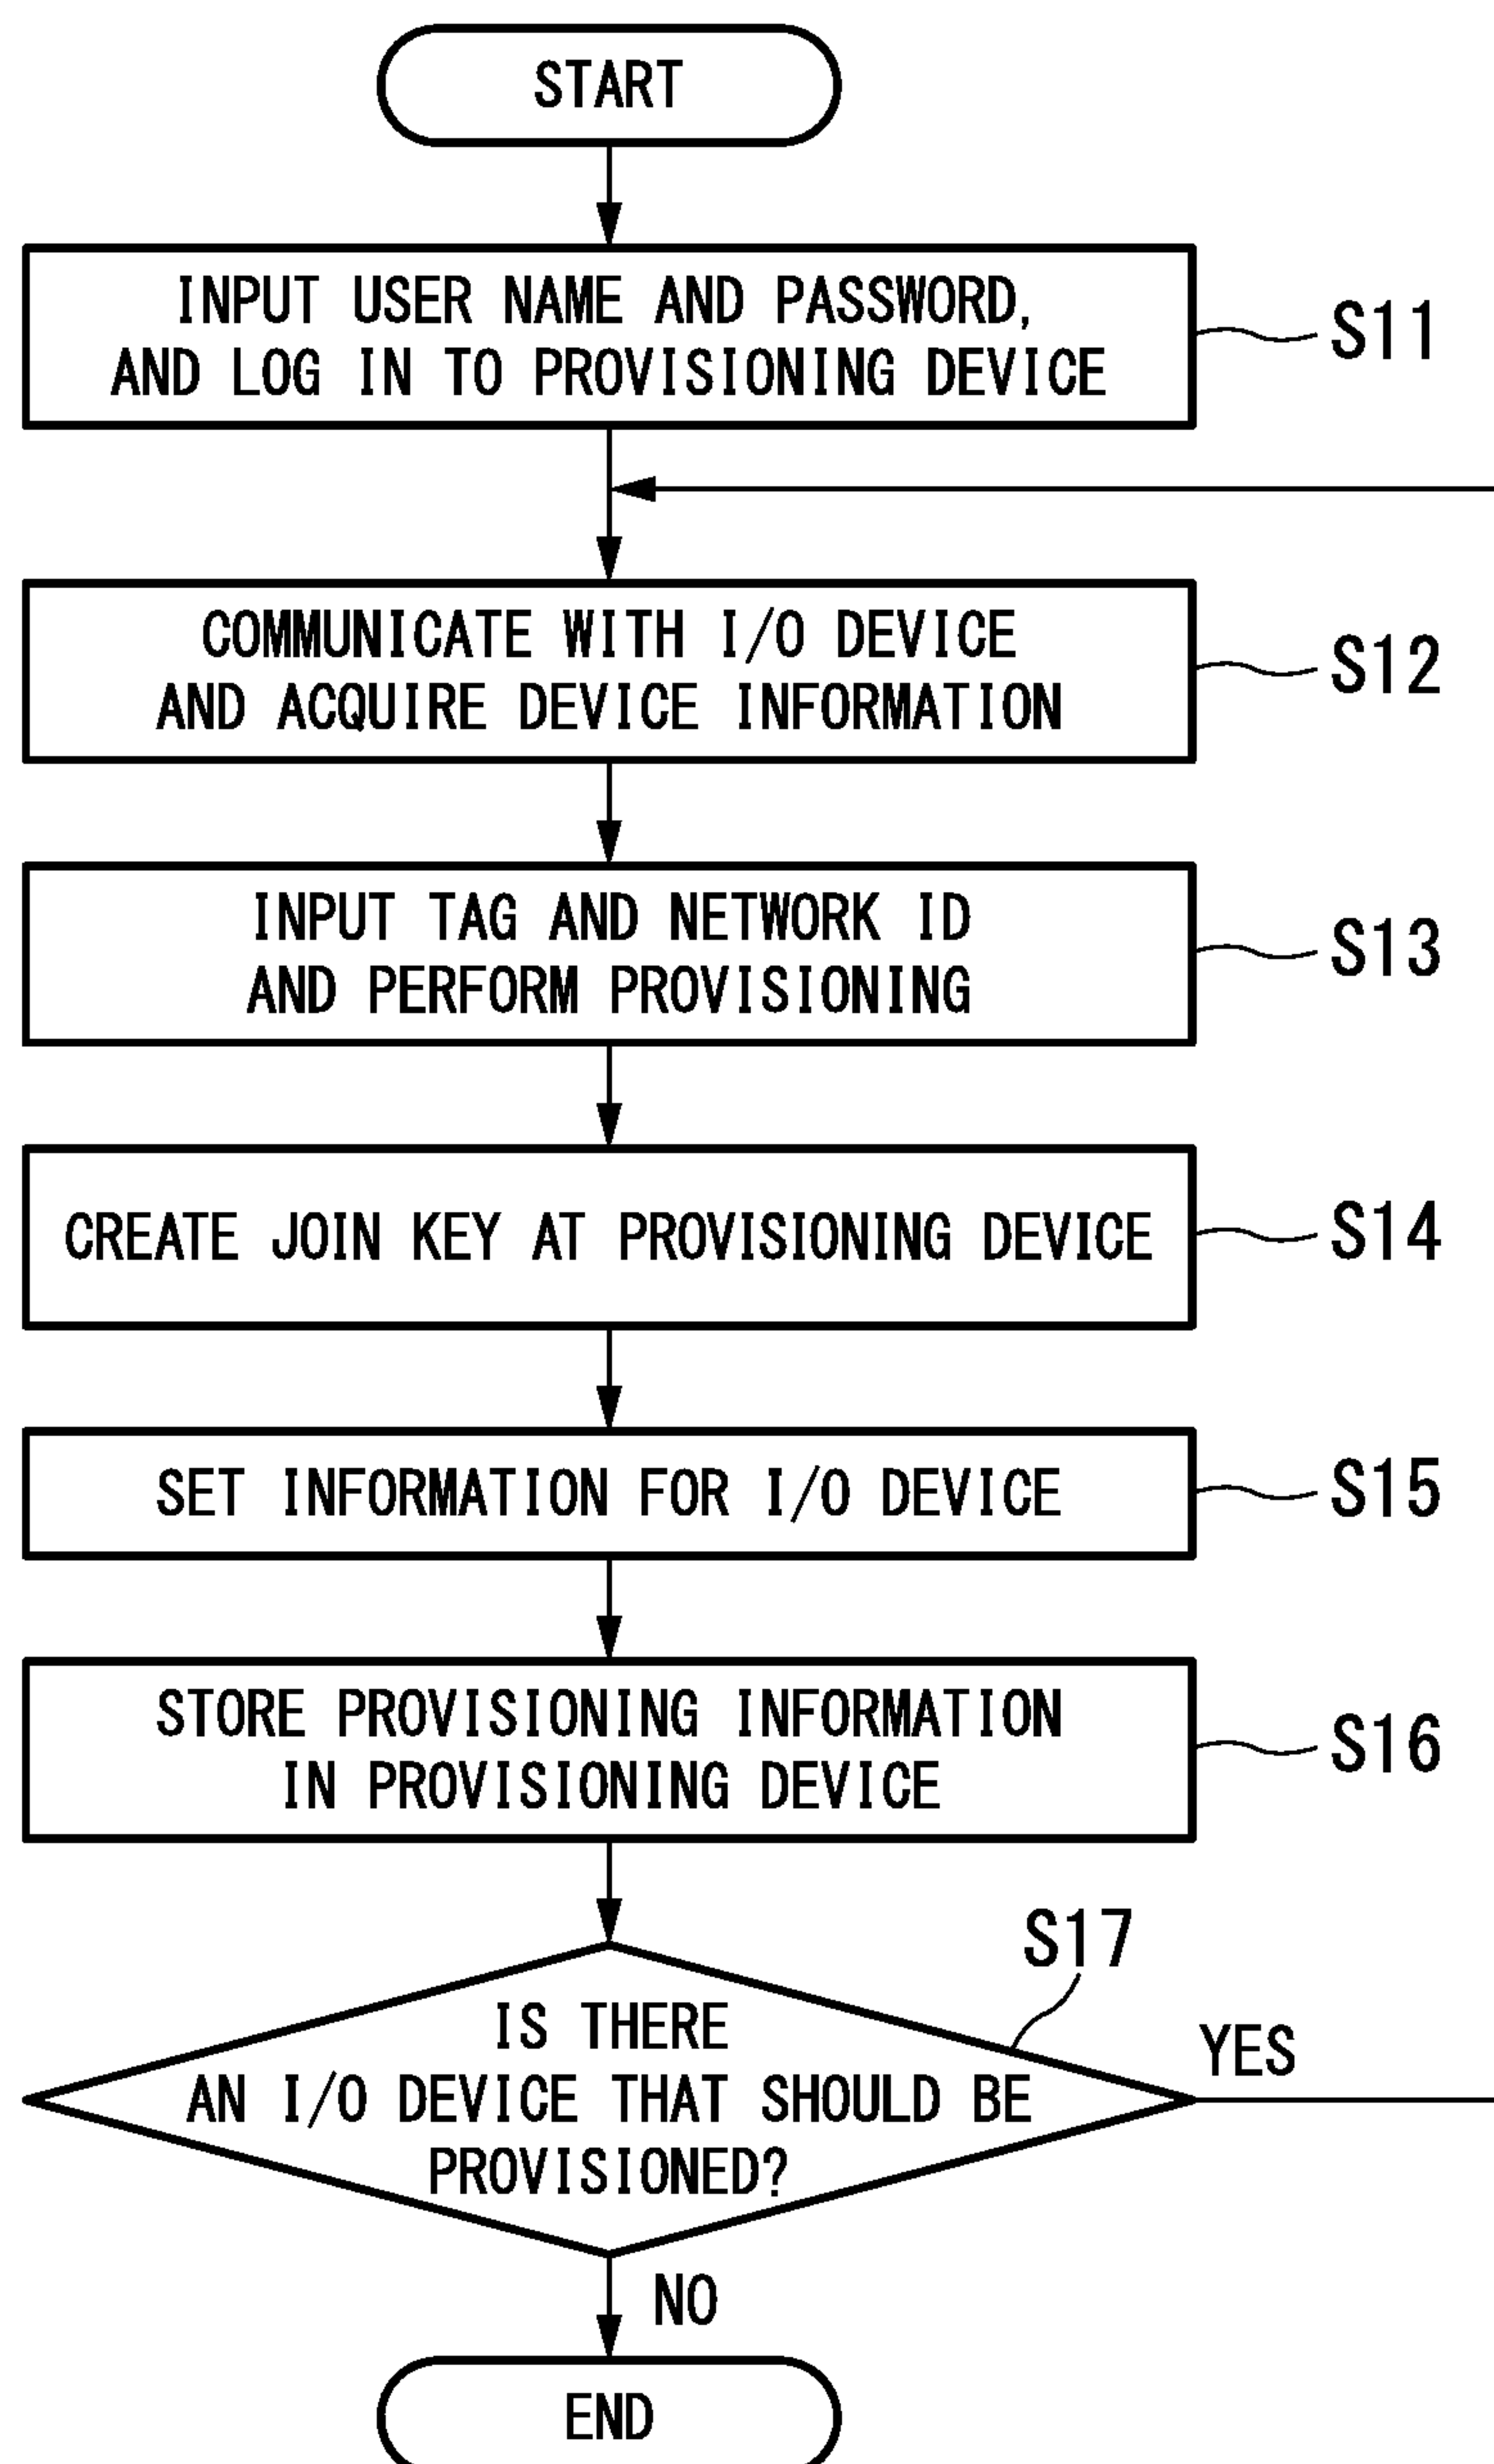 START
INPUT USER NAME AND PASSWORD,
AND LOG IN TO PROVISIONING DEVICE
S11
COMMUNICATE WITH I/O DEVICE
AND ACQUIRE DEVICE INFORMATION
S12
INPUT TAG AND NETWORK ID
AND PERFORM PROVISIONING
S13
CREATE JOIN KEY AT PROVISIONING DEVICE
S14
SET INFORMATION FOR I/O DEVICE
S15
STORE PROVISIONING INFORMATION
IN PROVISIONING DEVICE
S16
S17
IS THERE
AN I/O DEVICE THAT SHOULD BE
PROVISIONED?
YES
NO
END